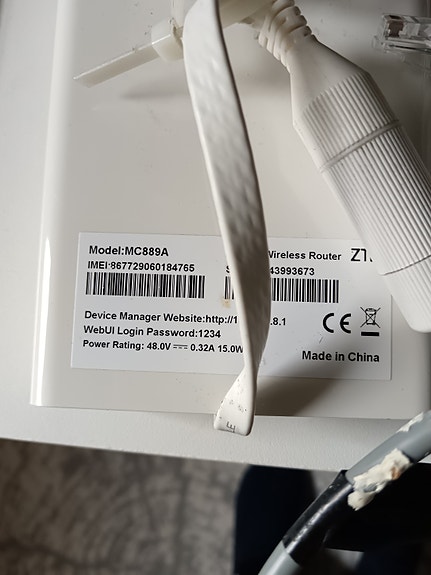 Model:MC889A Wireless Router
IMEI:867729060184765 43993673
Device Manager Website:http://1 .8.1
WebUI Login Password:1234
Power Rating: 48.0V ⎓ 0.32A 15.0W
CE
Made in China